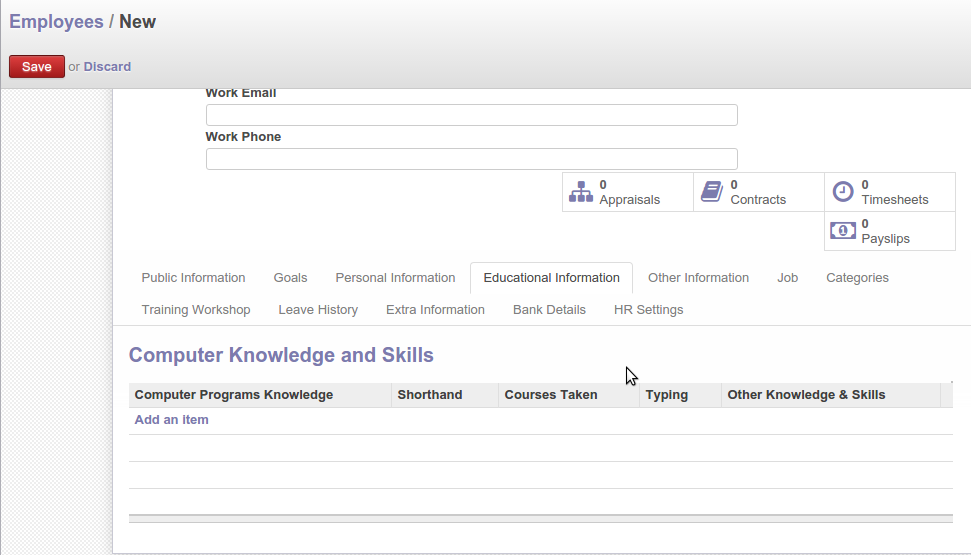 Employees / New
Save or Discard
Work Email
Work Phone
0 0 0
Appraisals Contracts Timesheets
0
Payslips
Public Information Goals Personal Information Educational Information Other Information Job Categories
Training Workshop Leave History Extra Information Bank Details HR Settings
Computer Knowledge and Skills
Computer Programs Knowledge Shorthand Courses Taken Typing Other Knowledge & Skills
Add an item